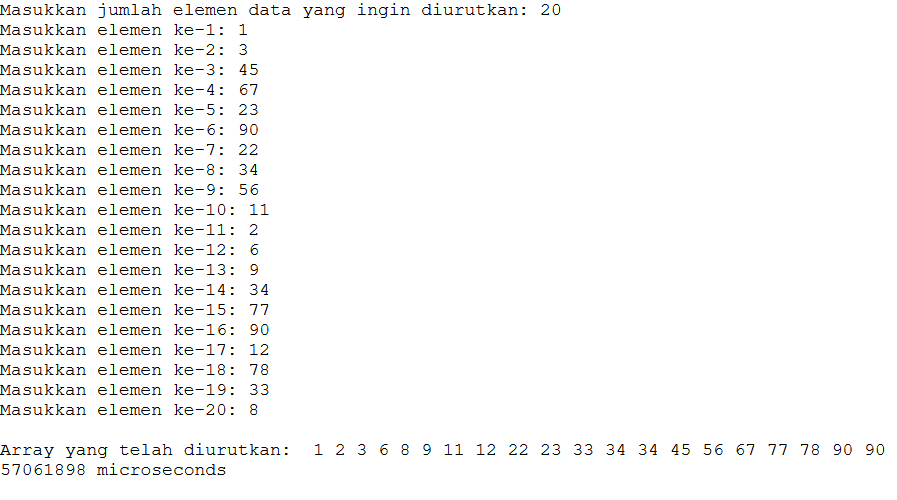 Masukkan jumlah elemen data yang ingin diurutkan: 20
Masukkan elemen ke-1: 1
Masukkan elemen ke-2: 3
Masukkan elemen ke-3: 45
Masukkan elemen ke-4: 67
Masukkan elemen ke-5: 23
Masukkan elemen ke-6: 90
Masukkan elemen ke-7: 22
Masukkan elemen ke-8: 34
Masukkan elemen ke-9: 56
Masukkan elemen ke-10: 11
Masukkan elemen ke-11: 2
Masukkan elemen ke-12: 6
Masukkan elemen ke-13: 9
Masukkan elemen ke-14: 34
Masukkan elemen ke-15: 77
Masukkan elemen ke-16: 90
Masukkan elemen ke-17: 12
Masukkan elemen ke-18: 78
Masukkan elemen ke-19: 33
Masukkan elemen ke-20: 8
Array yang telah diurutkan:  1 2 3 6 8 9 11 12 22 23 33 34 34 45 56 67 77 78 90 90
57061898 microseconds